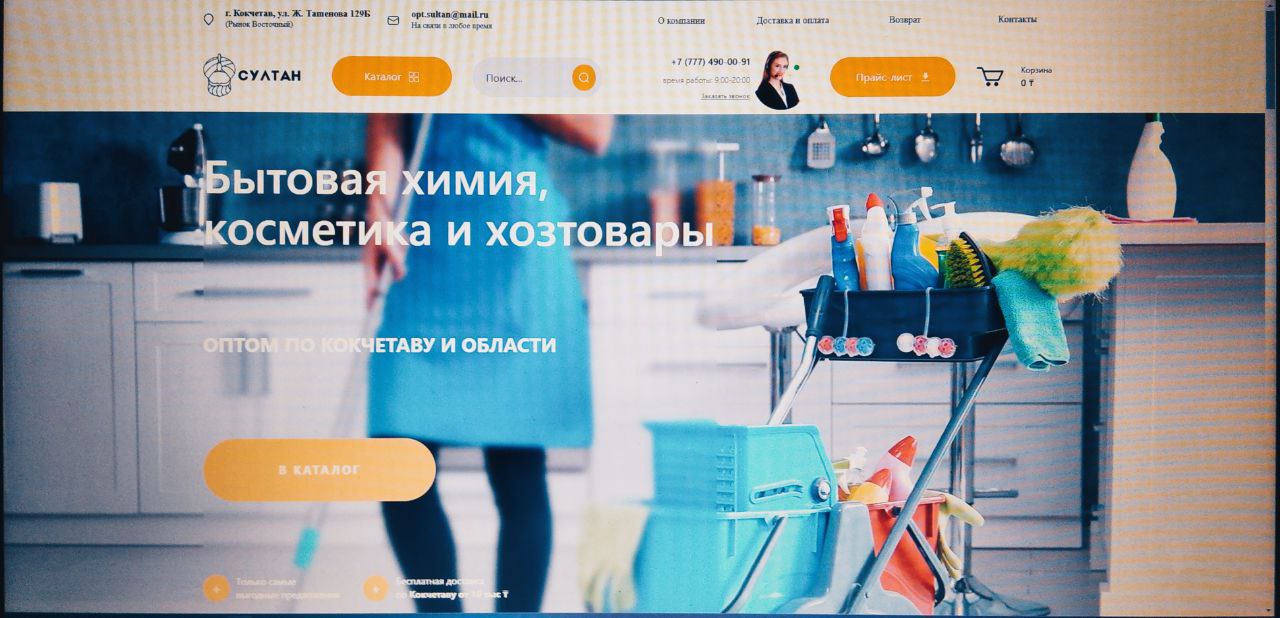 г. Кокчетав, ул. Ж. Ташенова 129Б
(Рынок Восточный)
opt.sultan@mail.ru
На связи в любое время
О компании
Доставка и оплата
Возврат
Контакты
СУЛТАН
Каталог
Поиск...
+7 (777) 490-00-91
время работы: 9:00-20:00
Заказать звонок
Прайс-лист
Корзина
0 ₸
Бытовая химия,
косметика и хозтовары
ОПТОМ ПО КОКЧЕТАВУ И ОБЛАСТИ
В КАТАЛОГ
Только самые
выгодные предложения
Бесплатная доставка
по Кокчетаву от 10 тыс ₸